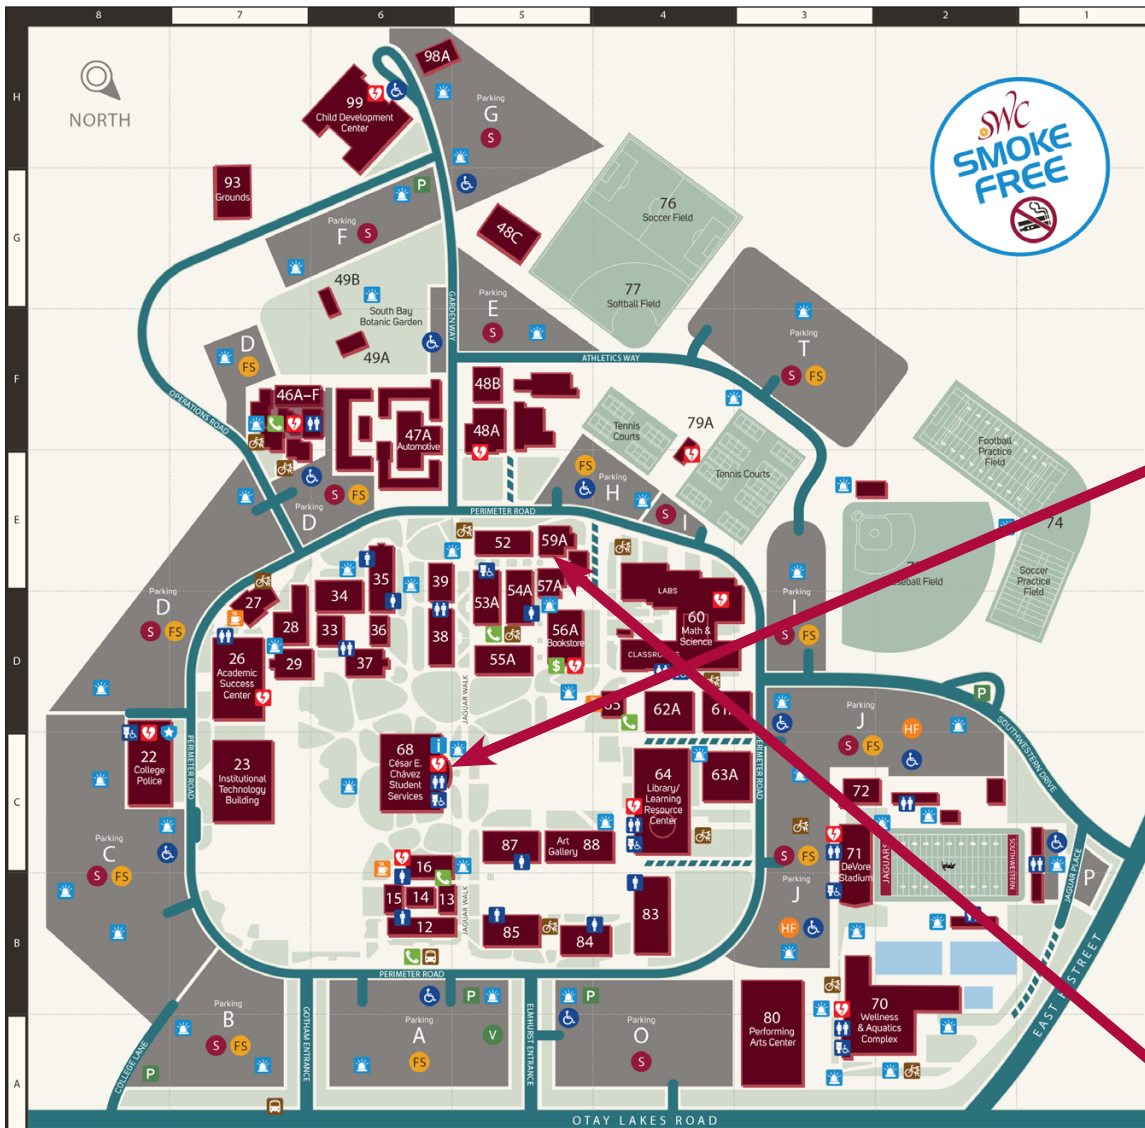 8 7 6 5 4 3 2 1
H
G
F
E
D
C
B
A
NORTH
SWC
SMOKE
FREE
98A
99
Child Development
Center
Parking
G
S
93
Grounds
P
Parking
F
S
48C
76
Soccer Field
77
Softball Field
49B
South Bay
Botanic Garden
49A
GARDEN WAY
Parking
E
S
Parking
T
S FS
ATHLETICS WAY
D
FS
OPERATIONS ROAD
46A–F
47A
Automotive
48B
48A
Tennis
Courts
79A
Tennis Courts
Football
Practice
Field
FS
Parking
H
S
I
S FS
Parking
D
PERIMETER ROAD
74
Soccer
Practice
Field
52
59A
57A
54A
53A
56A
Bookstore
$
55A
39
38
35
34
36
33
37
27
28
29
26
Academic
Success
Center
Parking
D
S FS
LABS
60
Math &
Science
62A
Parking
S FS
JAGUAR WALK
PERIMETER ROAD
PERIMETER ROAD
P
SOUTHWESTERN DRIVE
Parking
J
S FS
HF
22
College
Police
23
Institutional
Technology
Building
68
César E.
Chávez
Student
Services
i
64
Library/
Learning
Resource
Center
63A
72
71
DeVore
Stadium
JAGUARS
SOUTHWESTERN
JAGUAR PLACE
P
Parking
C
S FS
87
Art
Gallery 88
16
15 14 13
12
JAGUAR WALK
85
84
83
S FS
Parking
J
HF
EAST H STREET
PERIMETER ROAD
Parking
B
S FS
P
COLLEGE LANE
GOTHAM ENTRANCE
Parking
A
FS
P
V
ELMHURST ENTRANCE
P
Parking
O
S
80
Performing
Arts Center
70
Wellness
& Aquatics
Complex
OTAY LAKES ROAD